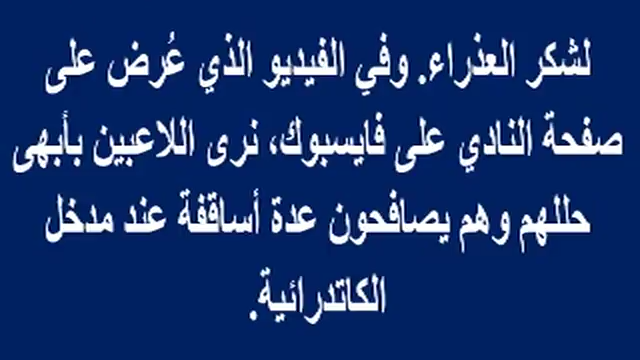 لشكر العذراء. وفي الفيديو الذي عُرض على
صفحة النادي على فايسبوك، نرى اللاعبين بأبهى
حللهم وهم يصافحون عدة أساقفة عند مدخل
الكاتدرائية.